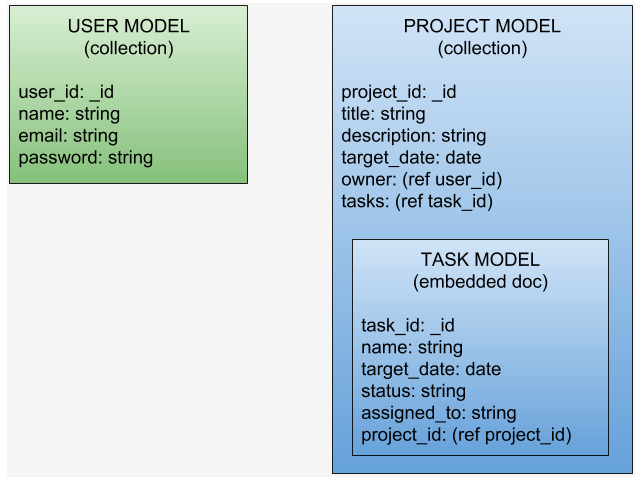 USER MODEL
(collection)
user_id: _id
name: string
email: string
password: string
PROJECT MODEL
(collection)
project_id: _id
title: string
description: string
target_date: date
owner: (ref user_id)
tasks: (ref task_id)
TASK MODEL
(embedded doc)
task_id: _id
name: string
target_date: date
status: string
assigned_to: string
project_id: (ref project_id)